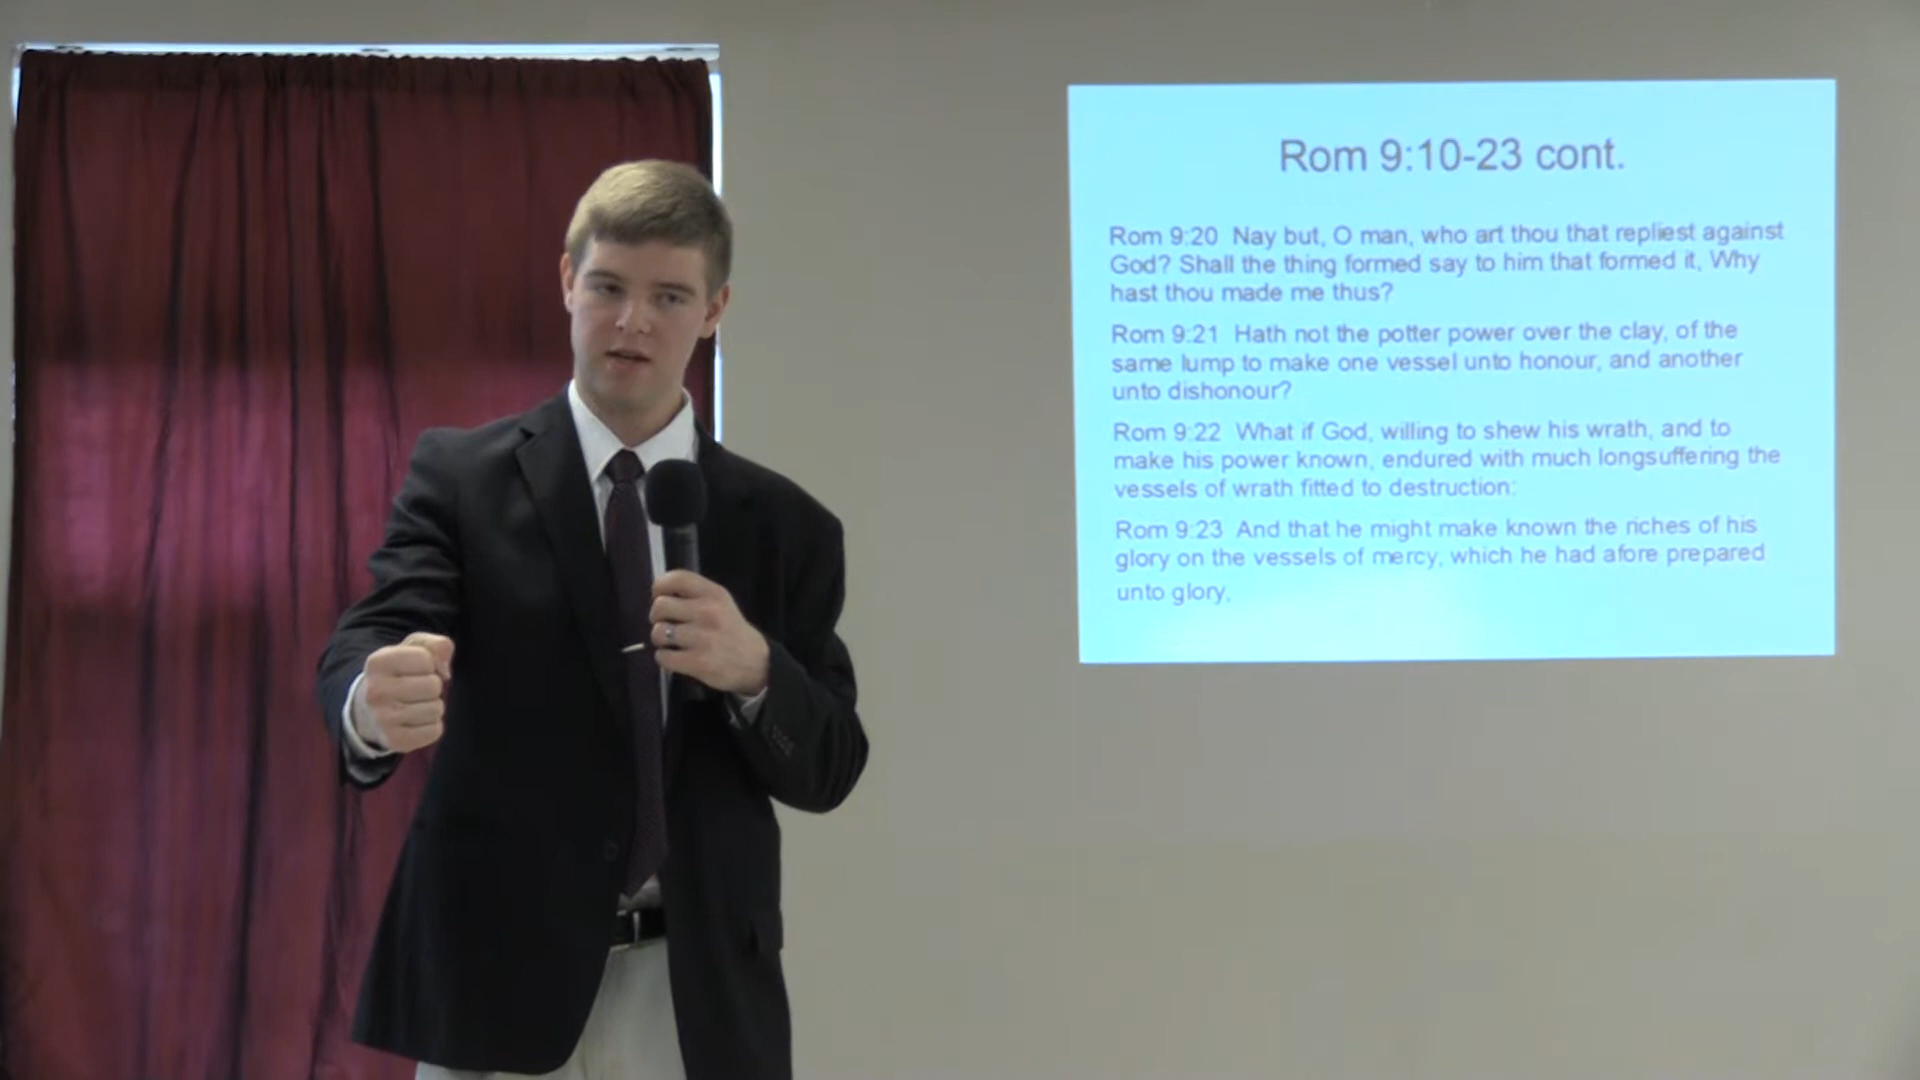 Rom 9:10-23 cont.
Rom 9:20 Nay but, O man, who art thou that repliest against
God? Shall the thing formed say to him that formed it, Why
hast thou made me thus?
Rom 9:21 Hath not the potter power over the clay, of the
same lump to make one vessel unto honour, and another
unto dishonour?
Rom 9:22 What if God, willing to shew his wrath, and to
make his power known, endured with much longsuffering the
vessels of wrath fitted to destruction:
Rom 9:23 And that he might make known the riches of his
glory on the vessels of mercy, which he had afore prepared
unto glory,